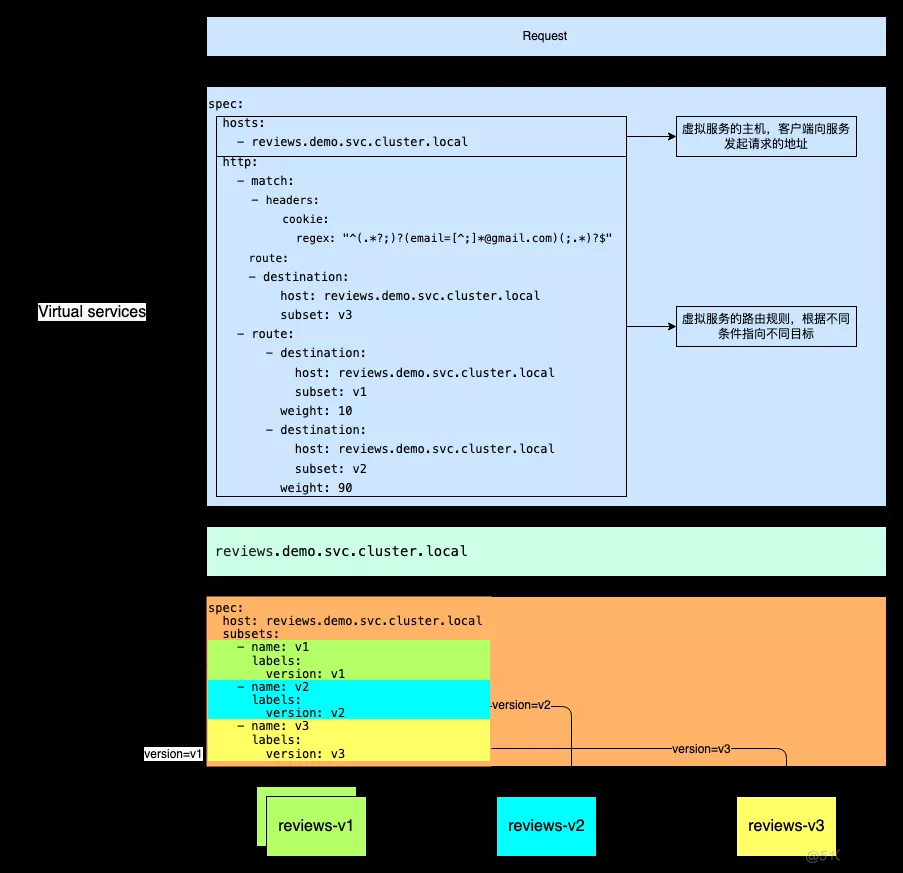 Request
spec:
hosts:
- reviews.demo.svc.cluster.local
虚拟服务的主机，客户端向服务
发起请求的地址
http:
- match:
- headers:
cookie:
regex: "^(.*?;)?(email=[^;]*@gmail.com)(;.*)?$"
route:
- destination:
host: reviews.demo.svc.cluster.local
subset: v3
Virtual services
虚拟服务的路由规则，根据不同
条件指向不同目标
- route:
- destination:
host: reviews.demo.svc.cluster.local
subset: v1
weight: 10
- destination:
host: reviews.demo.svc.cluster.local
subset: v2
weight: 90
reviews.demo.svc.cluster.local
spec:
host: reviews.demo.svc.cluster.local
subsets:
- name: v1
labels:
version: v1
- name: v2
labels:
version: v2
version=v2
- name: v3
labels:
version: v3
version=v3
version=v1
reviews-v1
reviews-v2
reviews-v3